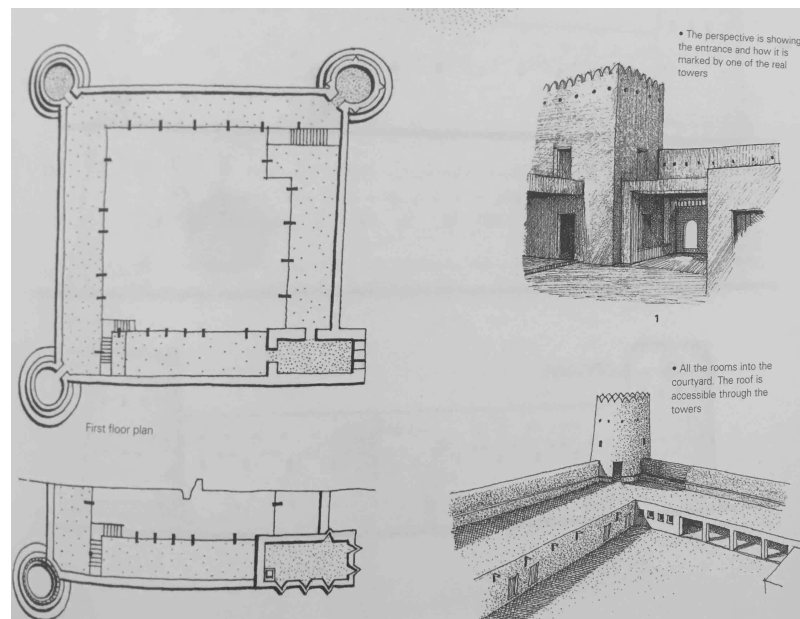 • The perspective is showing
the entrance and how it is
marked by one of the real
towers
1
• All the rooms into the
courtyard. The roof is
accessible through the
towers
First floor plan